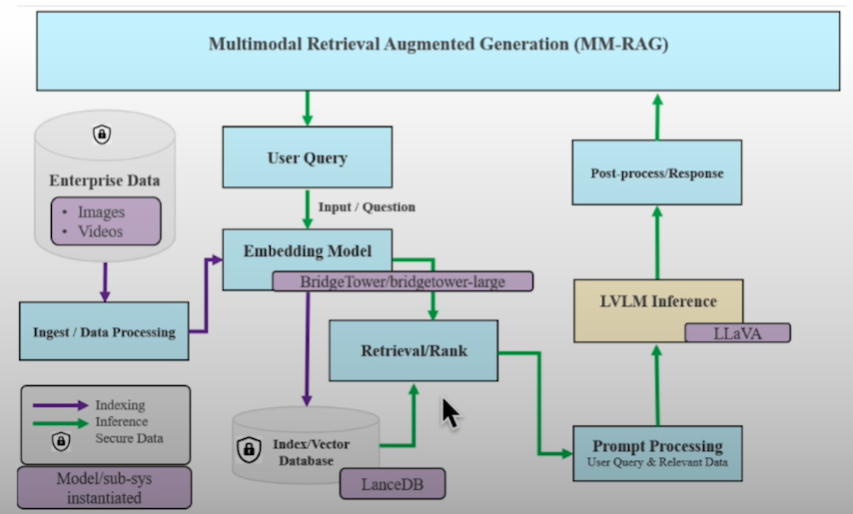 Multimodal Retrieval Augmented Generation (MM-RAG)
User Query
Input / Question
Enterprise Data
• Images
• Videos
Embedding Model
BridgeTower/bridgetower-large
Ingest / Data Processing
Retrieval/Rank
Index/Vector
Database
LanceDB
Post-process/Response
LVLM Inference
LLaVA
Prompt Processing
User Query & Relevant Data
Indexing
Inference
Secure Data
Model/sub-sys
instantiated